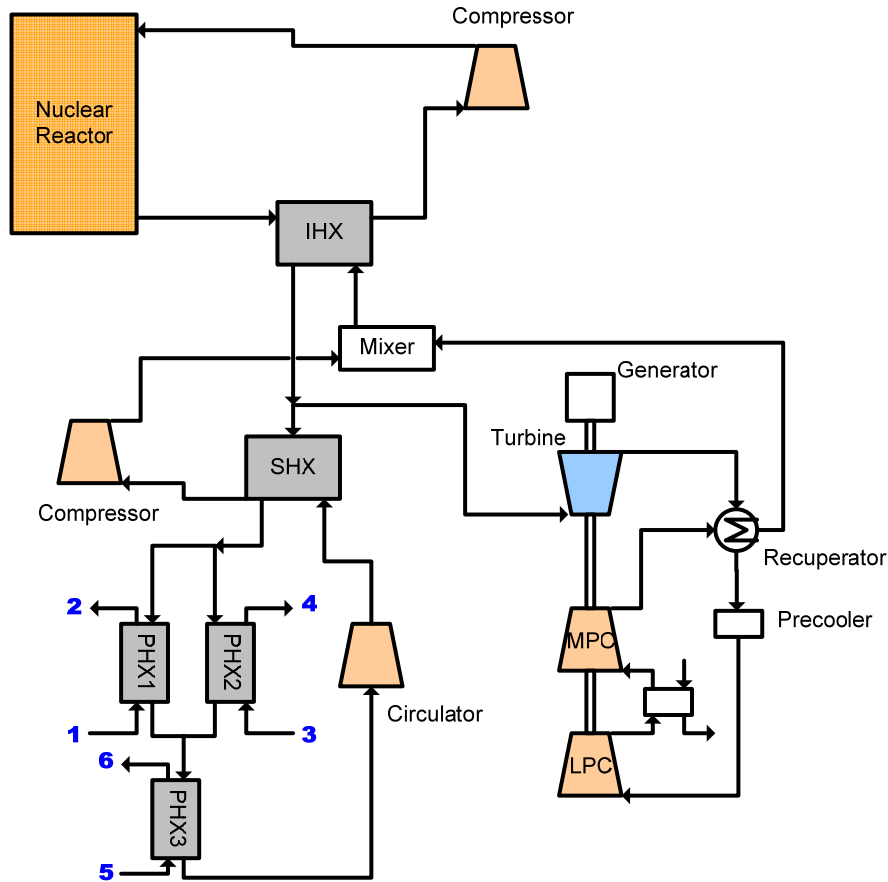 Compressor
Nuclear
Reactor
IHX
Mixer
Generator
Turbine
SHX
Compressor
Recuperator
2
4
Precooler
PHX1
PHX2
MPC
Circulator
1
3
6
LPC
PHX3
5